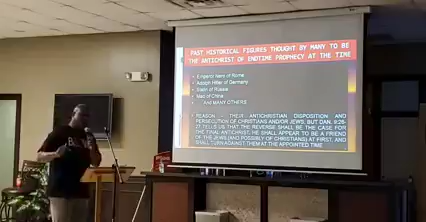 PAST HISTORICAL FIGURES THOUGHT BY MANY TO BE
THE ANTICHRIST OF ENDTIME PROPHECY AT THE TIME
Emperor Nero of Rome
Adolph Hitler of Germany
Stalin of Russia
Mao of China
AND MANY OTHERS
REASON - THEIR ANTICHRISTIAN DISPOSITION AND
PERSECUTION OF CHRISTIANS AND/OR JEWS, BUT DAN. 9:26-
27 TELLS US THAT THE REVERSE SHALL BE THE CASE FOR
THE FINAL ANTICHRIST; HE SHALL APPEAR TO BE A FRIEND
OF THE JEWS (AND POSSIBLY OF CHRISTIANS) AT FIRST, AND
SHALL TURN AGAINST THEM AT THE APPOINTED TIME